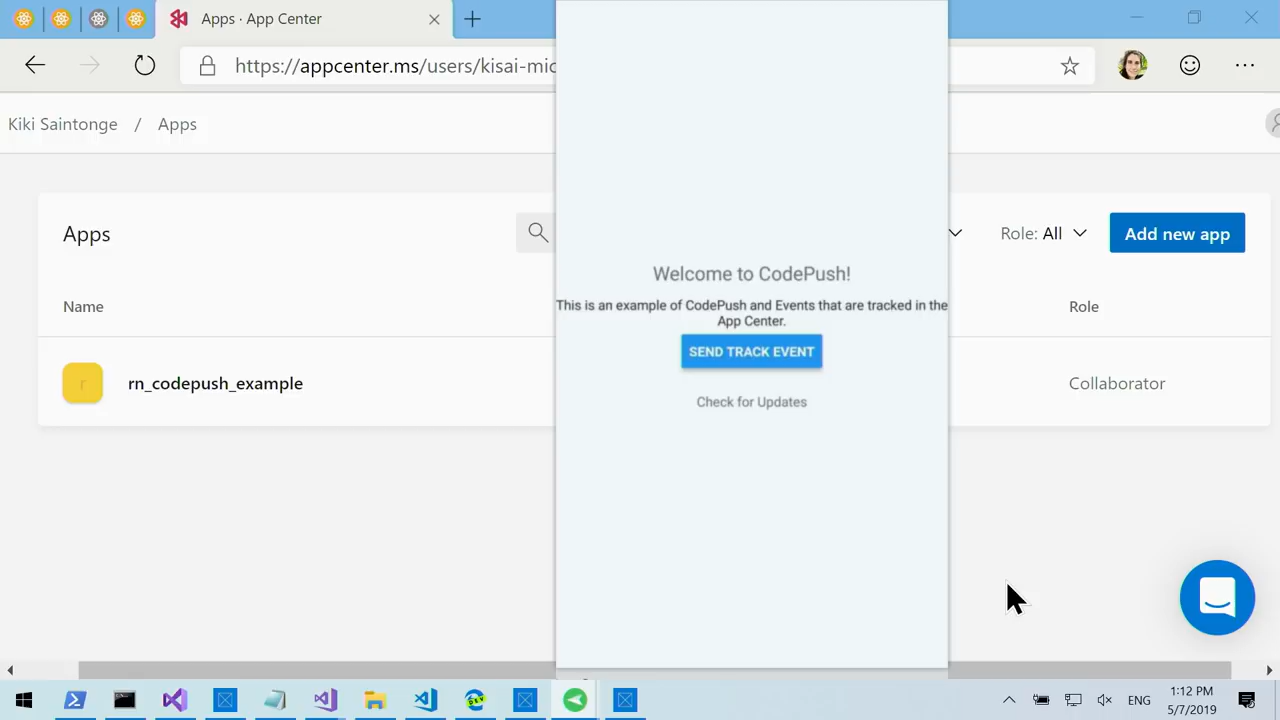 Apps · App Center
https://appcenter.ms/users/kisai-mic
Kiki Saintonge / Apps
Apps
Role: All
Add new app
Name
Role
r
rn_codepush_example
Collaborator
Welcome to CodePush!
This is an example of CodePush and Events that are tracked in the
App Center.
SEND TRACK EVENT
Check for Updates
DEV
ENG
1:12 PM
5/7/2019